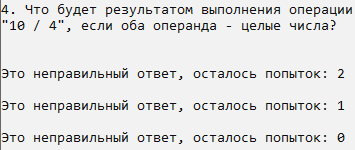 4. Что будет результатом выполнения операции
"10 / 4", если оба операнда - целые числа?
Это неправильный ответ, осталось попыток: 2
Это неправильный ответ, осталось попыток: 1
Это неправильный ответ, осталось попыток: 0